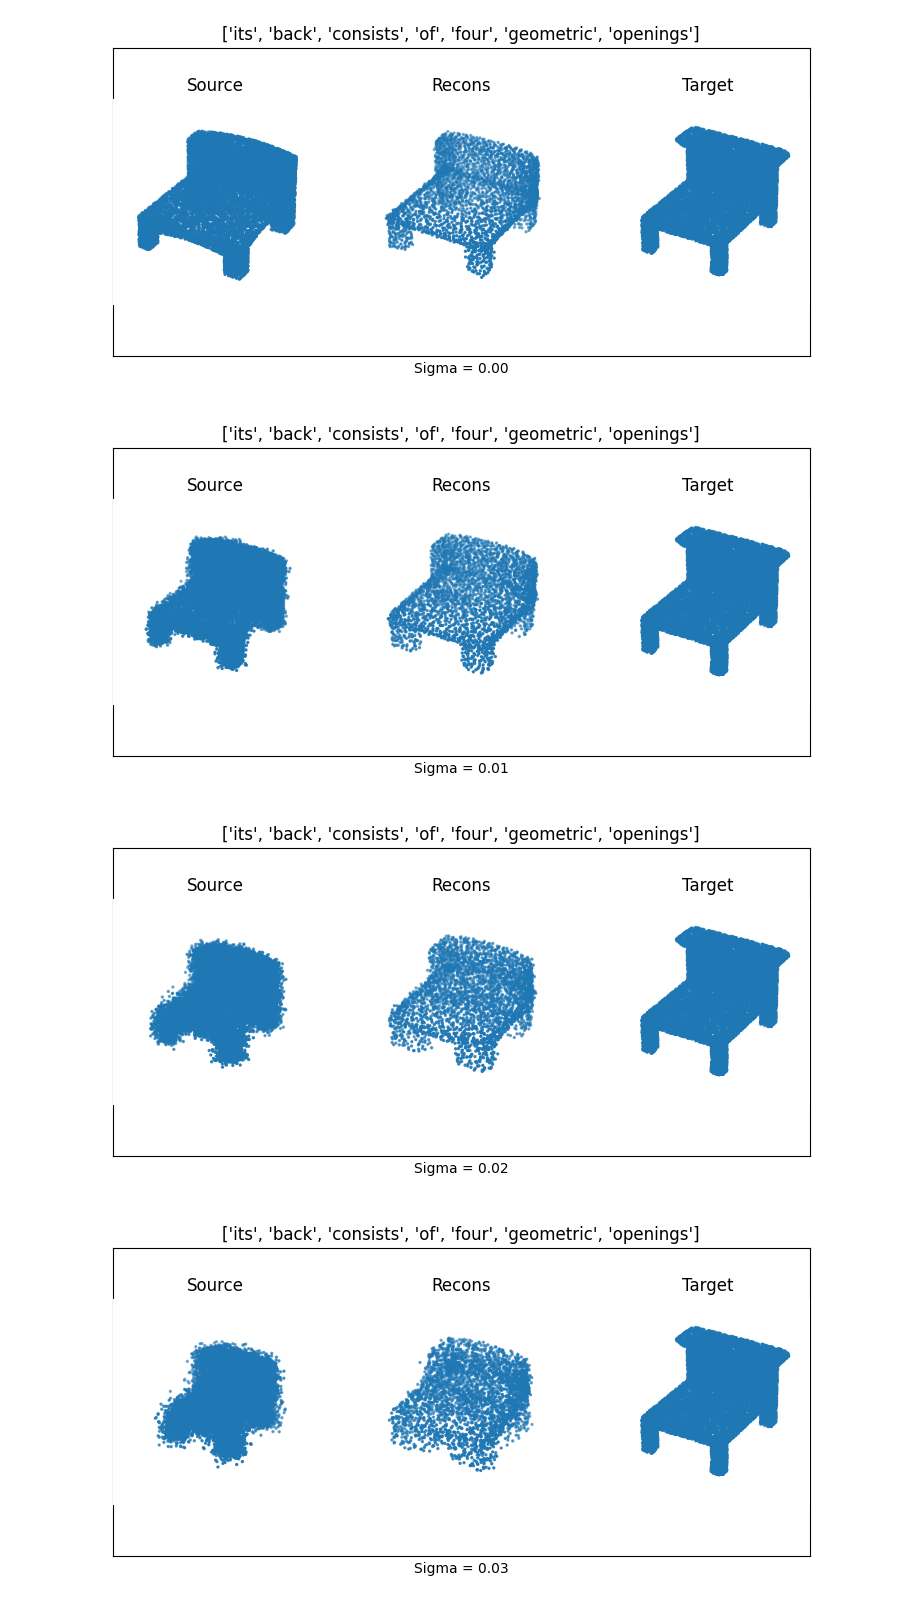 ['its', 'back', 'consists', 'of', 'four', 'geometric', 'openings']
Source Recons Target
Sigma = 0.00
['its', 'back', 'consists', 'of', 'four', 'geometric', 'openings']
Source Recons Target
Sigma = 0.01
['its', 'back', 'consists', 'of', 'four', 'geometric', 'openings']
Source Recons Target
Sigma = 0.02
['its', 'back', 'consists', 'of', 'four', 'geometric', 'openings']
Source Recons Target
Sigma = 0.03